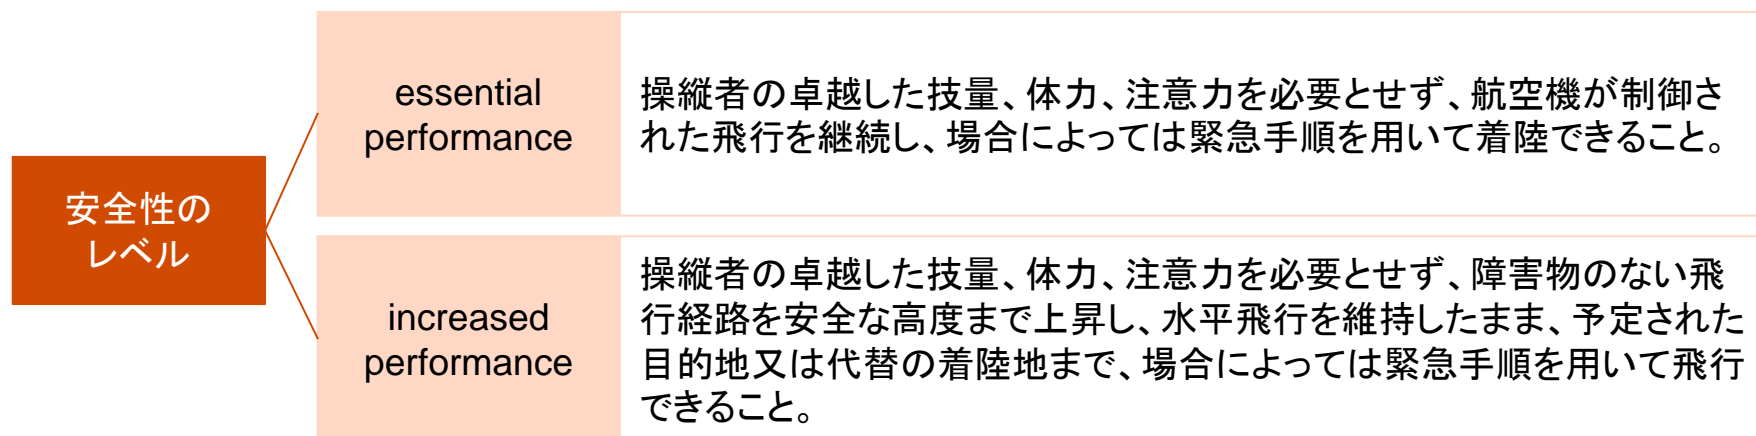 安全性の
レベル
essential
performance
操縦者の卓越した技量、体力、注意力を必要とせず、航空機が制御さ
れた飛行を継続し、場合によっては緊急手順を用いて着陸できること。
increased
performance
操縦者の卓越した技量、体力、注意力を必要とせず、障害物のない飛
行経路を安全な高度まで上昇し、水平飛行を維持したまま、予定された
目的地又は代替の着陸地まで、場合によっては緊急手順を用いて飛行
できること。